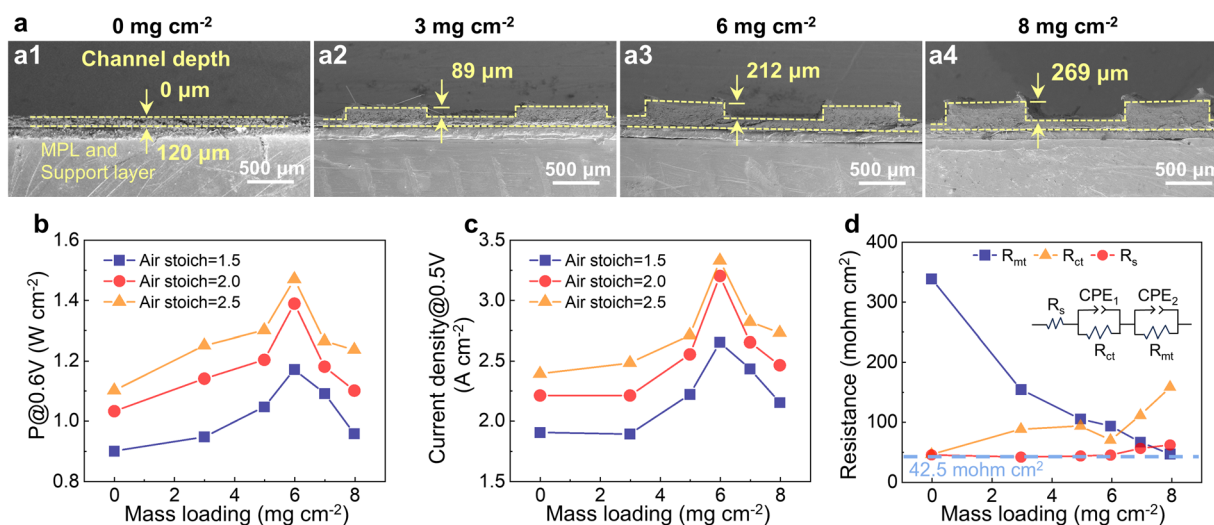 a
0 mg cm⁻²
3 mg cm⁻²
6 mg cm⁻²
8 mg cm⁻²
a1
Channel depth
0 μm
120 μm
MPL and
Support layer
500 μm
a2
89 μm
500 μm
a3
212 μm
500 μm
a4
269 μm
500 μm
b
P@0.6V (W cm⁻²)
1.6
1.4
1.2
1.0
0.8
Air stoich=1.5
Air stoich=2.0
Air stoich=2.5
0 2 4 6 8
Mass loading (mg cm⁻²)
c
Current density@0.5V
(A cm⁻²)
3.5
3.0
2.5
2.0
1.5
Air stoich=1.5
Air stoich=2.0
Air stoich=2.5
0 2 4 6 8
Mass loading (mg cm⁻²)
d
Resistance (mohm cm²)
400
300
200
100
0
Rmt Rct Rs
Rs CPE₁ CPE₂
Rct Rmt
42.5 mohm cm²
0 2 4 6 8
Mass loading (mg cm⁻²)